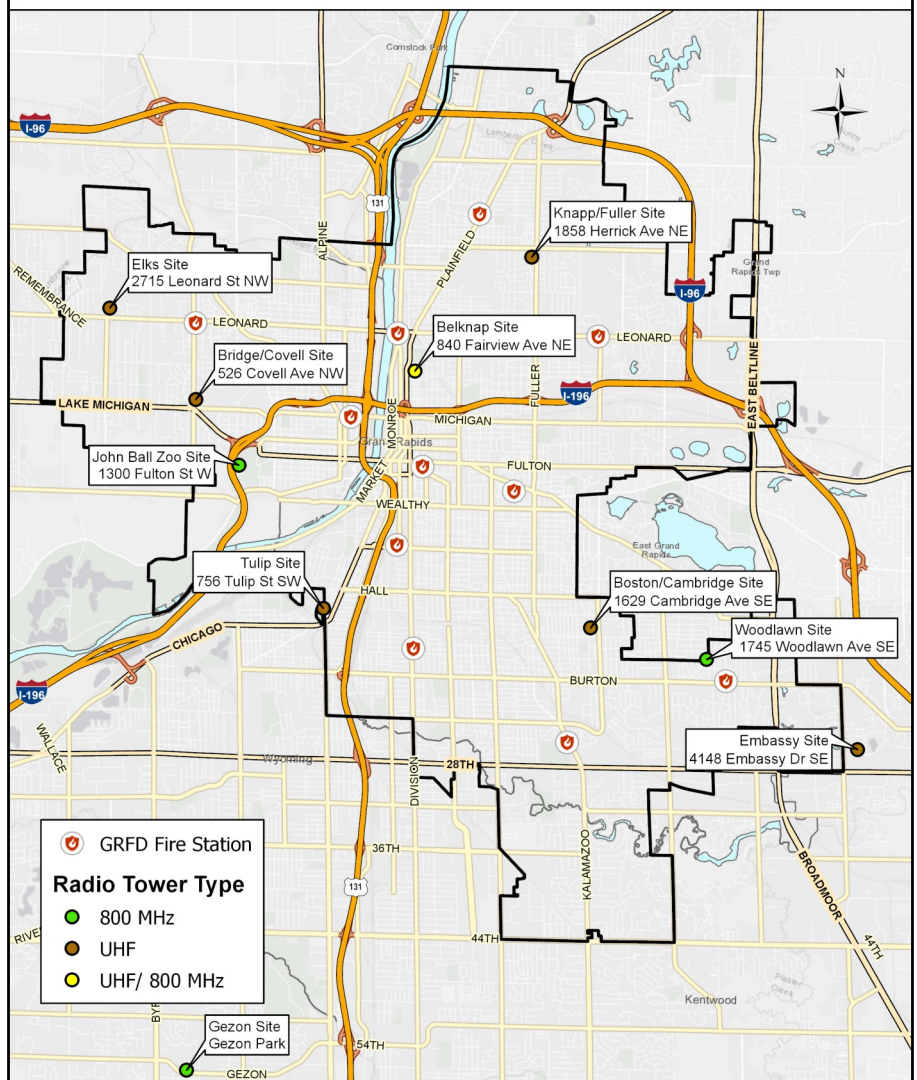 Comstock Park
N
I-96
Lamberton Creek
131
ALPINE
PLAINFIELD
Knapp/Fuller Site
1858 Herrick Ave NE
Grand
Rapids Twp
Elks Site
2715 Leonard St NW
REMEMBRANCE
I-96
LEONARD
Belknap Site
840 Fairview Ave NE
LEONARD
Bridge/Covell Site
526 Covell Ave NW
FULLER
EAST BELTLINE
LAKE MICHIGAN
I-196
MONROE
MICHIGAN
Grand Rapids
John Ball Zoo Site
1300 Fulton St W
FULTON
MARKET
WEALTHY
East Grand
Rapids
Tulip Site
756 Tulip St SW
Boston/Cambridge Site
1629 Cambridge Ave SE
HALL
CHICAGO
Woodlawn Site
1745 Woodlawn Ave SE
I-196
BURTON
WALLACE
Embassy Site
4148 Embassy Dr SE
Wyoming
28TH
DIVISION
GRFD Fire Station
36TH
KALAMAZOO
BROADMOOR
Radio Tower Type
131
800 MHz
44TH
44TH
UHF
UHF/ 800 MHz
Plaster
Creek
Kentwood
Gezon Site
Gezon Park
54TH
GEZON